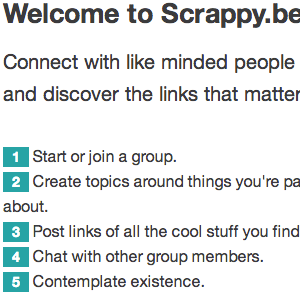 Welcome to Scrappy.be
Connect with like minded people
and discover the links that matter
1 Start or join a group.
2 Create topics around things you're pa
about.
3 Post links of all the cool stuff you find
4 Chat with other group members.
5 Contemplate existence.